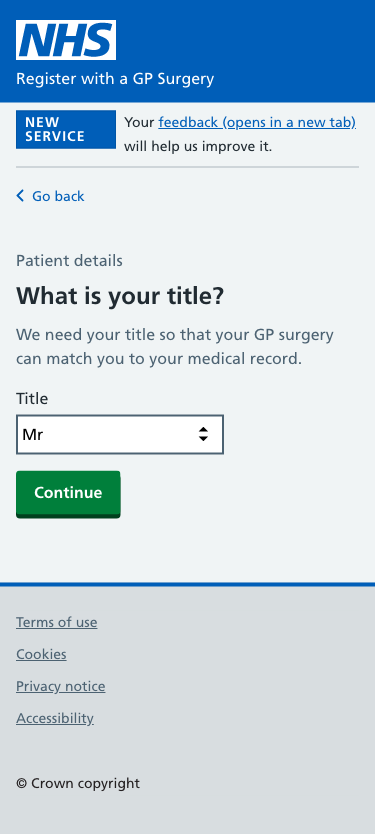 NHS
Register with a GP Surgery
NEW
SERVICE
Your feedback (opens in a new tab)
will help us improve it.
Go back
Patient details
What is your title?
We need your title so that your GP surgery
can match you to your medical record.
Title
Mr
Continue
Terms of use
Cookies
Privacy notice
Accessibility
© Crown copyright